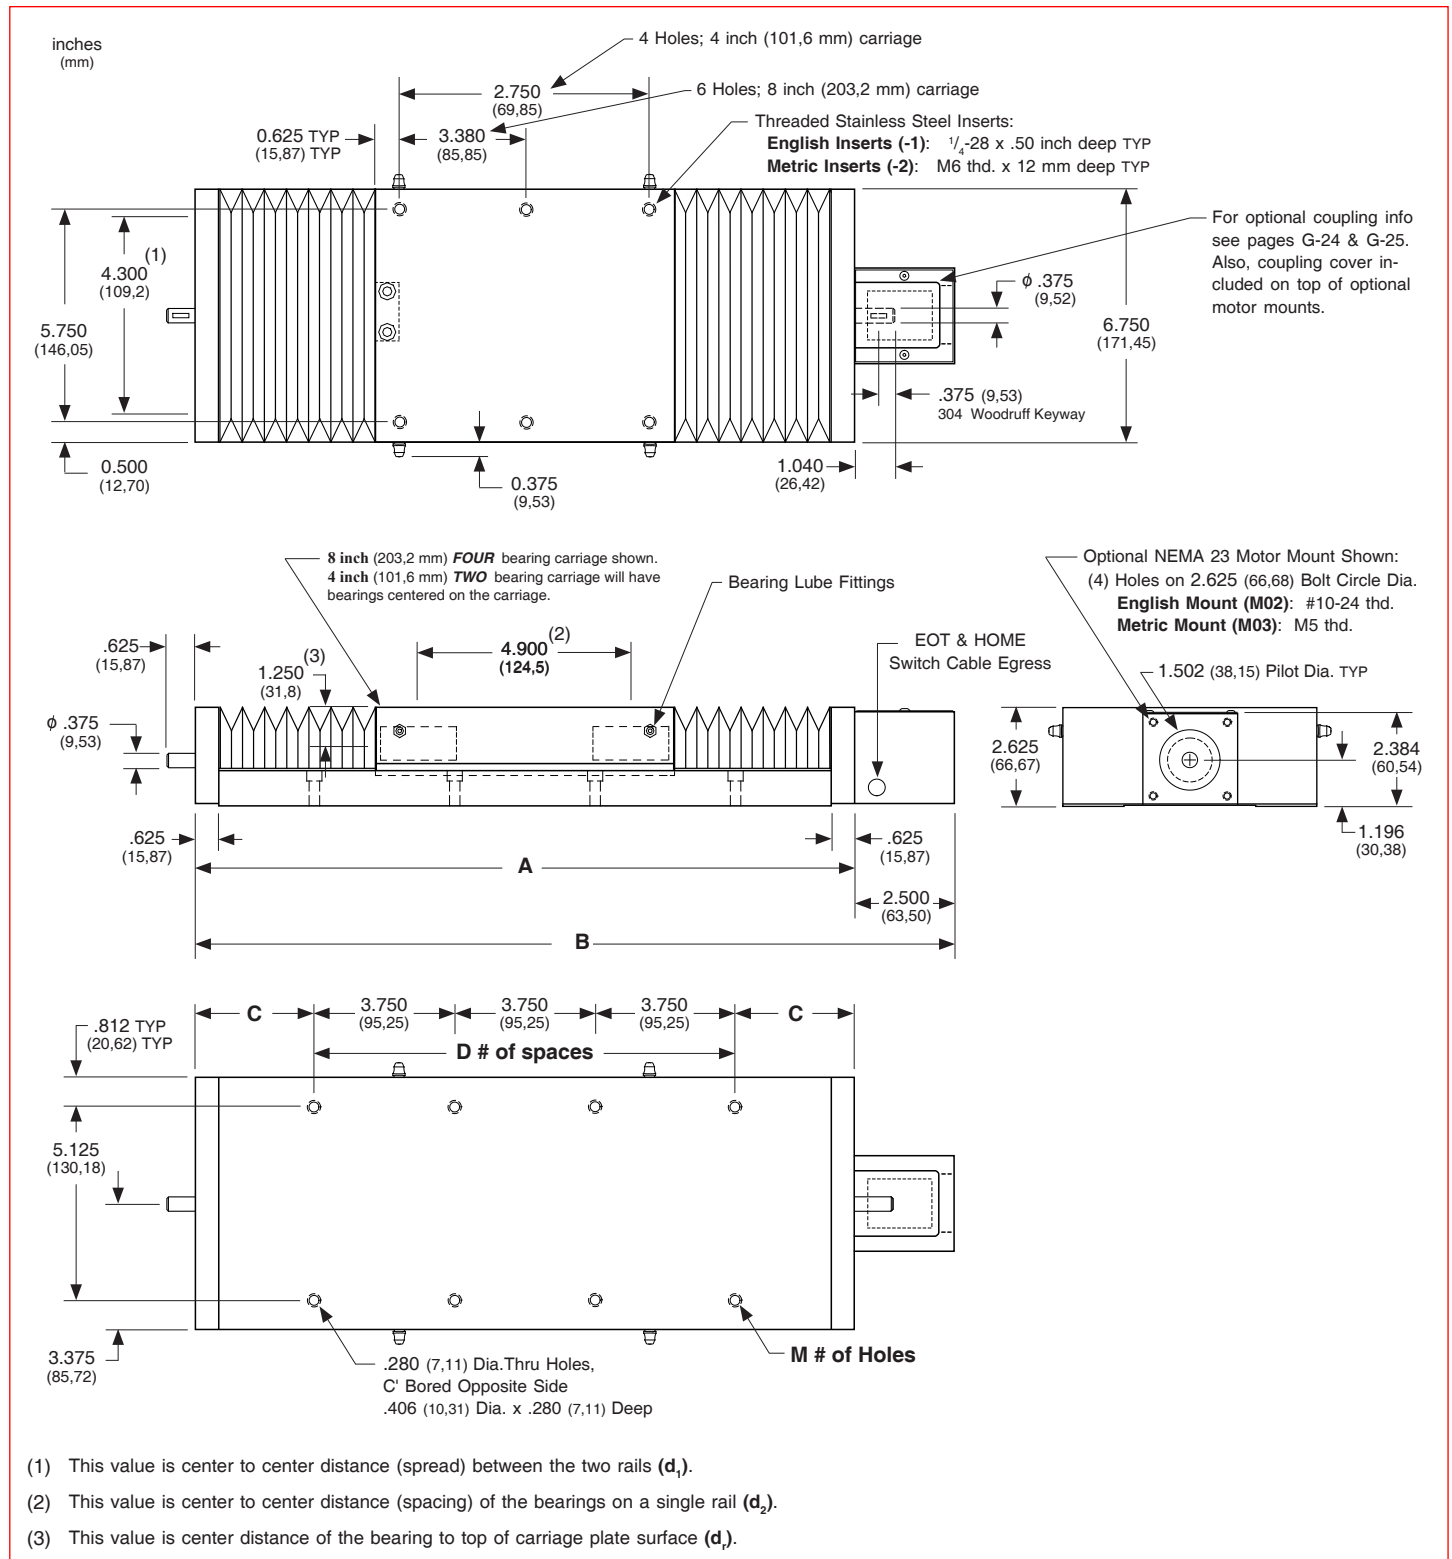 inches
(mm)
4 Holes; 4 inch (101,6 mm) carriage
2.750
(69,85)
6 Holes; 8 inch (203,2 mm) carriage
0.625 TYP
(15,87) TYP
3.380
(85,85)
Threaded Stainless Steel Inserts:
English Inserts (-1): 1/4-28 x .50 inch deep TYP
Metric Inserts (-2): M6 thd. x 12 mm deep TYP
For optional coupling info
see pages G-24 & G-25.
Also, coupling cover in-
cluded on top of optional
motor mounts.
4.300 (1)
(109,2)
ϕ .375
(9,52)
5.750
(146,05)
6.750
(171,45)
.375 (9,53)
304 Woodruff Keyway
0.500
(12,70)
0.375
(9,53)
1.040
(26,42)
8 inch (203,2 mm) FOUR bearing carriage shown.
4 inch (101,6 mm) TWO bearing carriage will have
bearings centered on the carriage.
Bearing Lube Fittings
Optional NEMA 23 Motor Mount Shown:
(4) Holes on 2.625 (66,68) Bolt Circle Dia.
English Mount (M02): #10-24 thd.
Metric Mount (M03): M5 thd.
.625
(15,87)
1.250 (3)
(31,8)
4.900 (2)
(124,5)
EOT & HOME
Switch Cable Egress
1.502 (38,15) Pilot Dia. TYP
ϕ .375
(9,53)
2.625
(66,67)
2.384
(60,54)
1.196
(30,38)
.625
(15,87)
A
.625
(15,87)
2.500
(63,50)
B
C
3.750
(95,25)
3.750
(95,25)
3.750
(95,25)
C
.812 TYP
(20,62) TYP
D # of spaces
5.125
(130,18)
3.375
(85,72)
.280 (7,11) Dia.Thru Holes,
C' Bored Opposite Side
.406 (10,31) Dia. x .280 (7,11) Deep
M # of Holes
(1) This value is center to center distance (spread) between the two rails (d1).
(2) This value is center to center distance (spacing) of the bearings on a single rail (d2).
(3) This value is center distance of the bearing to top of carriage plate surface (dr).